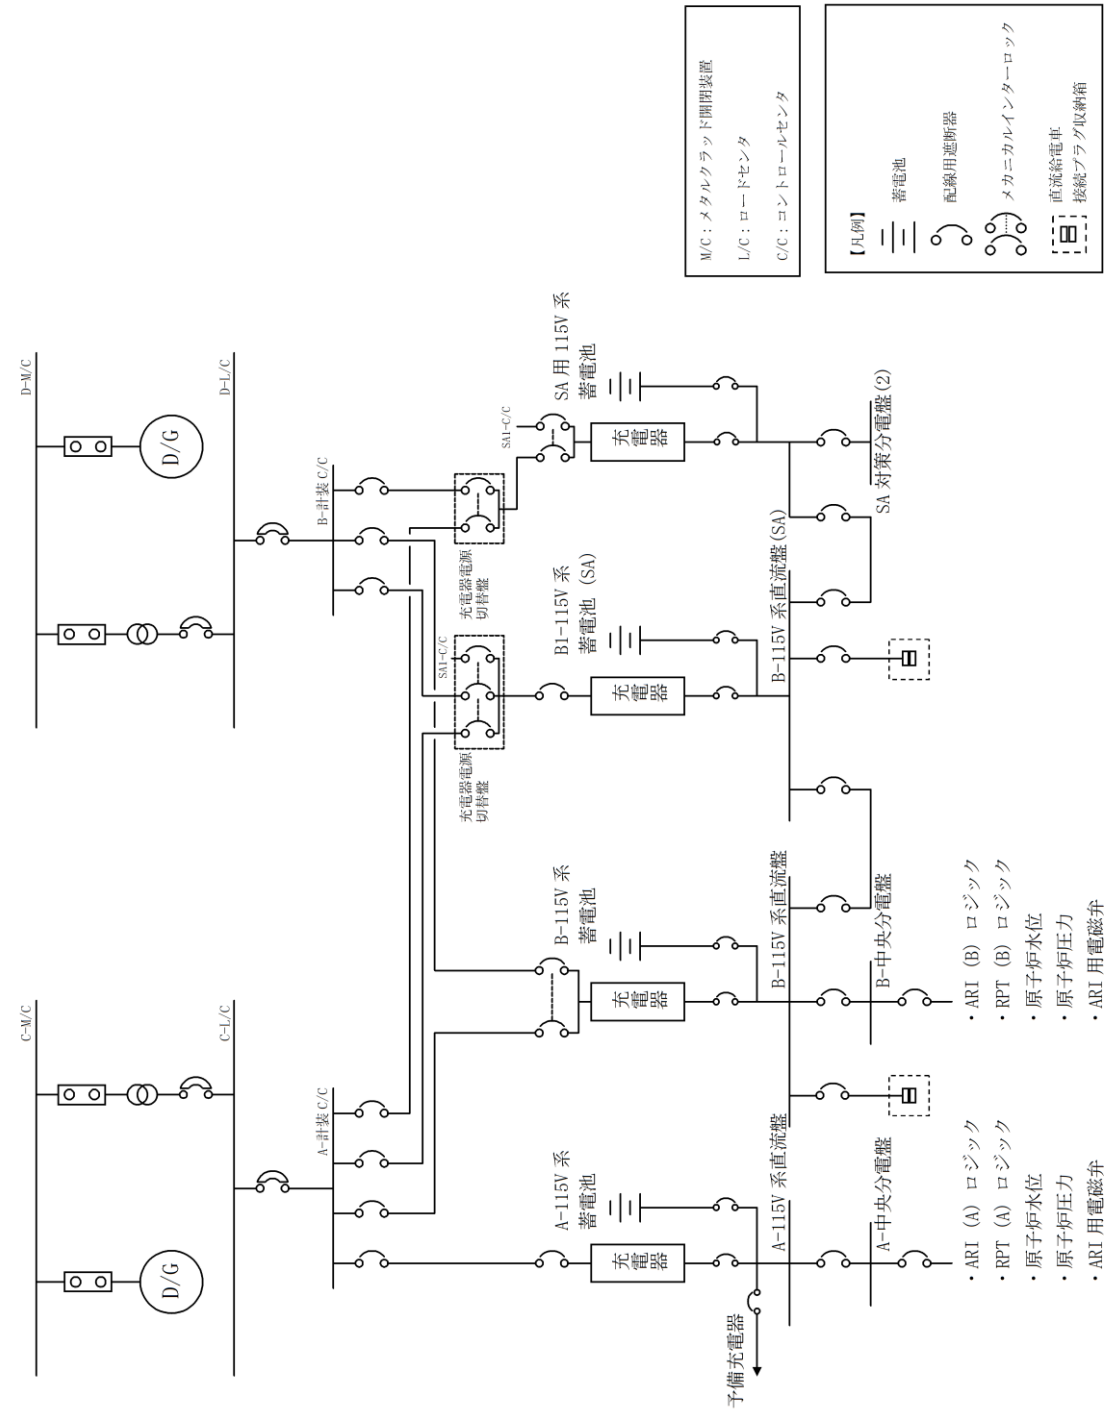 C-M/C
D-M/C
D/G
D/G
C-L/C
D-L/C
A-計装 C/C
B-計装 C/C
SA1-C/C
SA1-C/C
充電器電源
切替盤
充電器電源
切替盤
A-115V 系
蓄電池
B-115V 系
蓄電池
B1-115V 系
蓄電池 (SA)
SA 用 115V 系
蓄電池
充電器
充電器
充電器
充電器
予備充電器
A-115V 系直流盤
B-115V 系直流盤
B-115V 系直流盤(SA)
SA 対策分電盤(2)
A-中央分電盤
B-中央分電盤
・ARI (A) ロジック
・RPT (A) ロジック
・原子炉水位
・原子炉圧力
・ARI 用電磁弁
・ARI (B) ロジック
・RPT (B) ロジック
・原子炉水位
・原子炉圧力
・ARI 用電磁弁
M/C：メタルクラッド開閉装置
L/C：ロードセンタ
C/C：コントロールセンタ
【凡例】
蓄電池
配線用遮断器
メカニカルインターロック
直流給電車
接続プラグ収納箱